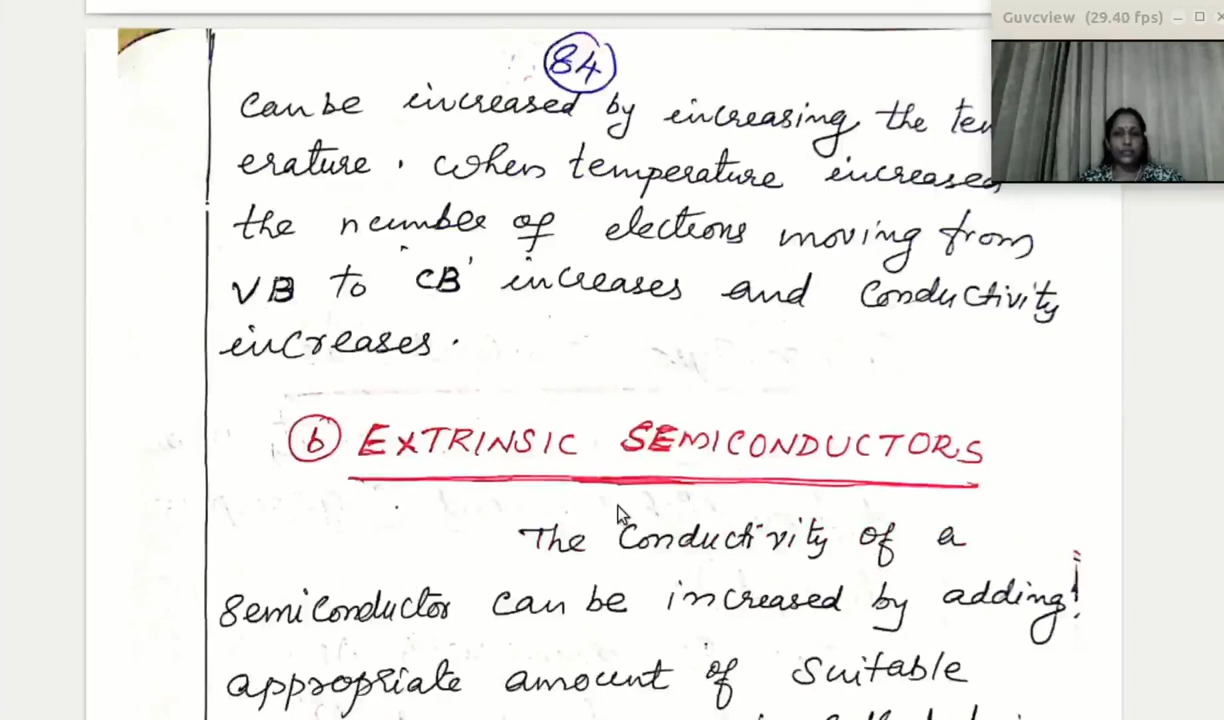 Guvcview (29.40 fps)
84
can be increased by increasing the tem
erature. When temperature increased
the number of electrons moving from
VB to 'CB' increases and conductivity
increases.
b EXTRINSIC SEMICONDUCTORS
The Conductivity of a
Semiconductor can be increased by adding
appropriate amount of suitable